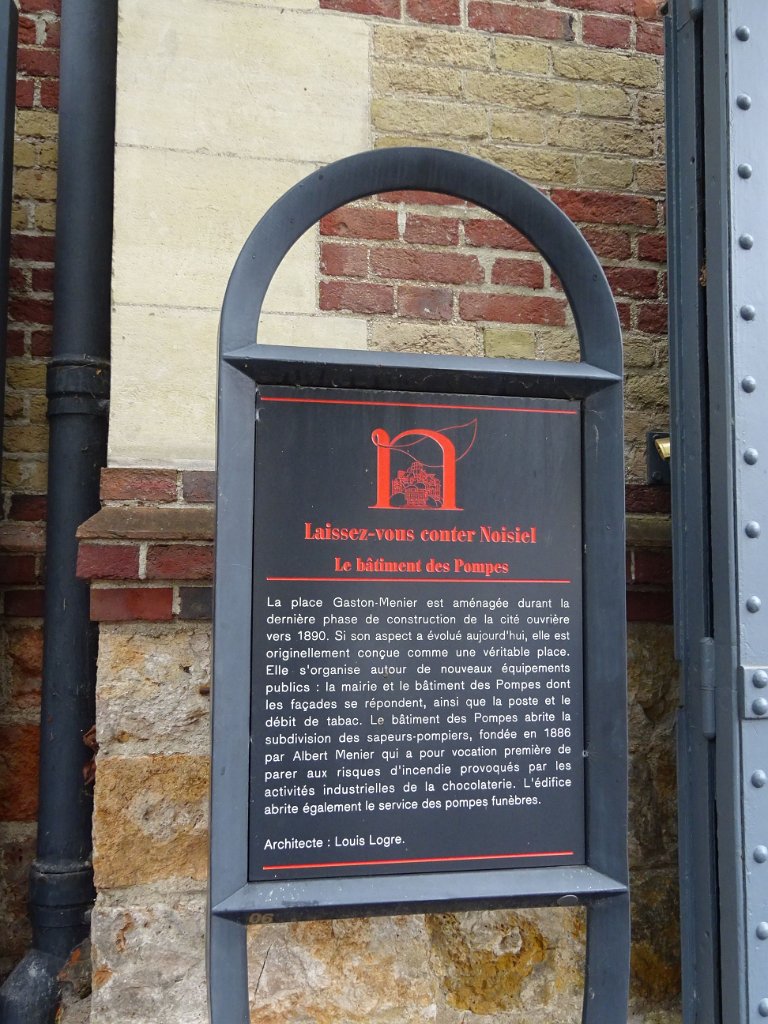 n
Laissez-vous conter Noisiel
Le bâtiment des Pompes
La place Gaston-Menier est aménagée durant la
dernière phase de construction de la cité ouvrière
vers 1890. Si son aspect a évolué aujourd'hui, elle est
originellement conçue comme une véritable place.
Elle s'organise autour de nouveaux équipements
publics : la mairie et le bâtiment des Pompes dont
les façades se répondent, ainsi que la poste et le
débit de tabac. Le bâtiment des Pompes abrite la
subdivision des sapeurs-pompiers, fondée en 1886
par Albert Menier qui a pour vocation première de
parer aux risques d'incendie provoqués par les
activités industrielles de la chocolaterie. L'édifice
abrite également le service des pompes funèbres.
Architecte : Louis Logre.
06